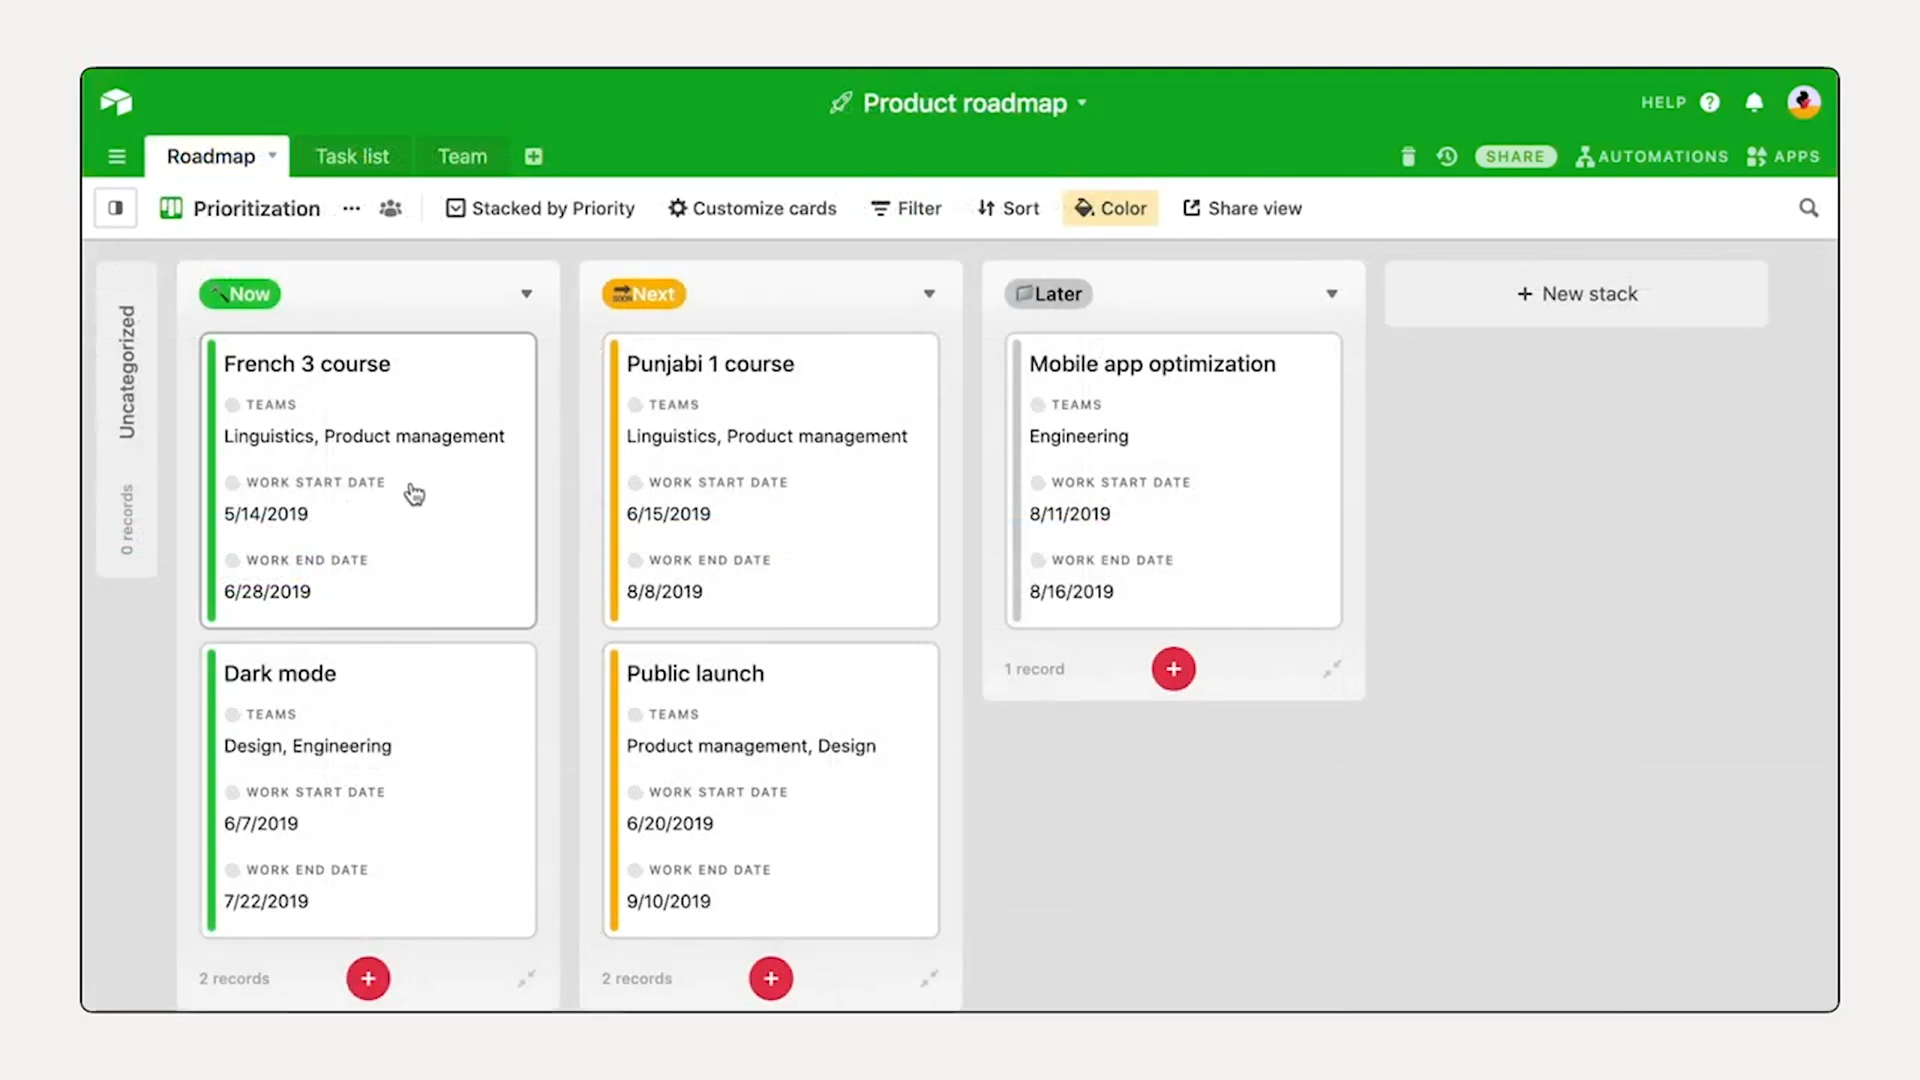 Product roadmap
HELP
Roadmap
Task list
Team
SHARE
AUTOMATIONS
APPS
Prioritization
Stacked by Priority
Customize cards
Filter
Sort
Color
Share view
Uncategorized
0 records
Now
French 3 course
TEAMS
Linguistics, Product management
WORK START DATE
5/14/2019
WORK END DATE
6/28/2019
Dark mode
TEAMS
Design, Engineering
WORK START DATE
6/7/2019
WORK END DATE
7/22/2019
2 records
SOON Next
Punjabi 1 course
TEAMS
Linguistics, Product management
WORK START DATE
6/15/2019
WORK END DATE
8/8/2019
Public launch
TEAMS
Product management, Design
WORK START DATE
6/20/2019
WORK END DATE
9/10/2019
2 records
Later
Mobile app optimization
TEAMS
Engineering
WORK START DATE
8/11/2019
WORK END DATE
8/16/2019
1 record
+ New stack